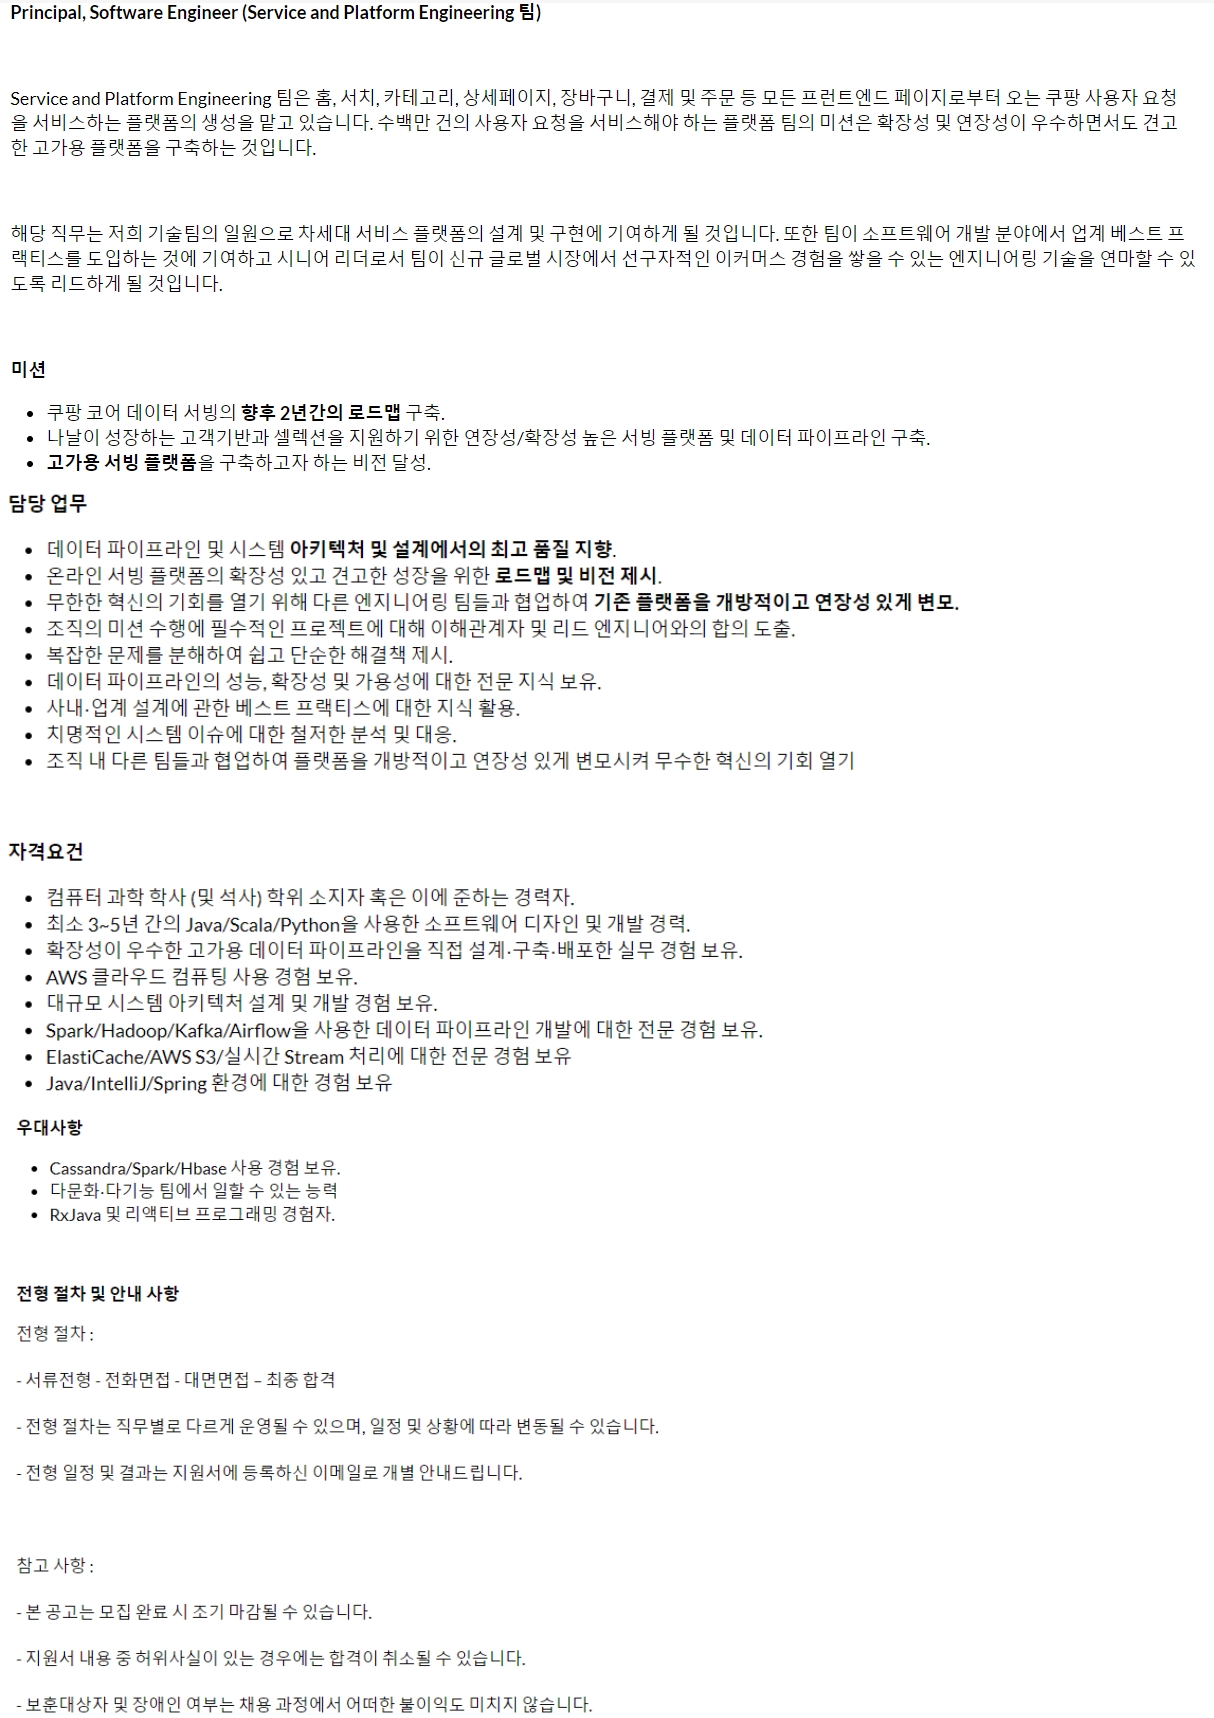 Principal, Software Engineer (Service and Platform Engineering 팀)
Service and Platform Engineering 팀은 홈, 서치, 카테고리, 상세페이지, 장바구니, 결제 및 주문 등 모든 프런트엔드 페이지로부터 오는 쿠팡 사용자 요청
을 서비스하는 플랫폼의 생성을 맡고 있습니다. 수백만 건의 사용자 요청을 서비스해야 하는 플랫폼 팀의 미션은 확장성 및 연장성이 우수하면서도 견고
한 고가용 플랫폼을 구축하는 것입니다.
해당 직무는 저희 기술팀의 일원으로 차세대 서비스 플랫폼의 설계 및 구현에 기여하게 될 것입니다. 또한 팀이 소프트웨어 개발 분야에서 업계 베스트 프
랙티스를 도입하는 것에 기여하고 시니어 리더로서 팀이 신규 글로벌 시장에서 선구자적인 이커머스 경험을 쌓을 수 있는 엔지니어링 기술을 연마할 수 있
도록 리드하게 될 것입니다.
미션
• 쿠팡 코어 데이터 서빙의 향후 2년간의 로드맵 구축.
• 나날이 성장하는 고객기반과 셀렉션을 지원하기 위한 연장성/확장성 높은 서빙 플랫폼 및 데이터 파이프라인 구축.
• 고가용 서빙 플랫폼을 구축하고자 하는 비전 달성.
담당 업무
• 데이터 파이프라인 및 시스템 아키텍처 및 설계에서의 최고 품질 지향.
• 온라인 서빙 플랫폼의 확장성 있고 견고한 성장을 위한 로드맵 및 비전 제시.
• 무한한 혁신의 기회를 열기 위해 다른 엔지니어링 팀들과 협업하여 기존 플랫폼을 개방적이고 연장성 있게 변모.
• 조직의 미션 수행에 필수적인 프로젝트에 대해 이해관계자 및 리드 엔지니어와의 합의 도출.
• 복잡한 문제를 분해하여 쉽고 단순한 해결책 제시.
• 데이터 파이프라인의 성능, 확장성 및 가용성에 대한 전문 지식 보유.
• 사내·업계 설계에 관한 베스트 프랙티스에 대한 지식 활용.
• 치명적인 시스템 이슈에 대한 철저한 분석 및 대응.
• 조직 내 다른 팀들과 협업하여 플랫폼을 개방적이고 연장성 있게 변모시켜 무수한 혁신의 기회 열기
자격요건
• 컴퓨터 과학 학사 (및 석사) 학위 소지자 혹은 이에 준하는 경력자.
• 최소 3~5년 간의 Java/Scala/Python을 사용한 소프트웨어 디자인 및 개발 경력.
• 확장성이 우수한 고가용 데이터 파이프라인을 직접 설계·구축·배포한 실무 경험 보유.
• AWS 클라우드 컴퓨팅 사용 경험 보유.
• 대규모 시스템 아키텍처 설계 및 개발 경험 보유.
• Spark/Hadoop/Kafka/Airflow을 사용한 데이터 파이프라인 개발에 대한 전문 경험 보유.
• ElastiCache/AWS S3/실시간 Stream 처리에 대한 전문 경험 보유
• Java/IntelliJ/Spring 환경에 대한 경험 보유
우대사항
• Cassandra/Spark/Hbase 사용 경험 보유.
• 다문화·다기능 팀에서 일할 수 있는 능력
• RxJava 및 리액티브 프로그래밍 경험자.
전형 절차 및 안내 사항
전형 절차 :
- 서류전형 - 전화면접 - 대면면접 – 최종 합격
- 전형 절차는 직무별로 다르게 운영될 수 있으며, 일정 및 상황에 따라 변동될 수 있습니다.
- 전형 일정 및 결과는 지원서에 등록하신 이메일로 개별 안내드립니다.
참고 사항 :
- 본 공고는 모집 완료 시 조기 마감될 수 있습니다.
- 지원서 내용 중 허위사실이 있는 경우에는 합격이 취소될 수 있습니다.
- 보훈대상자 및 장애인 여부는 채용 과정에서 어떠한 불이익도 미치지 않습니다.